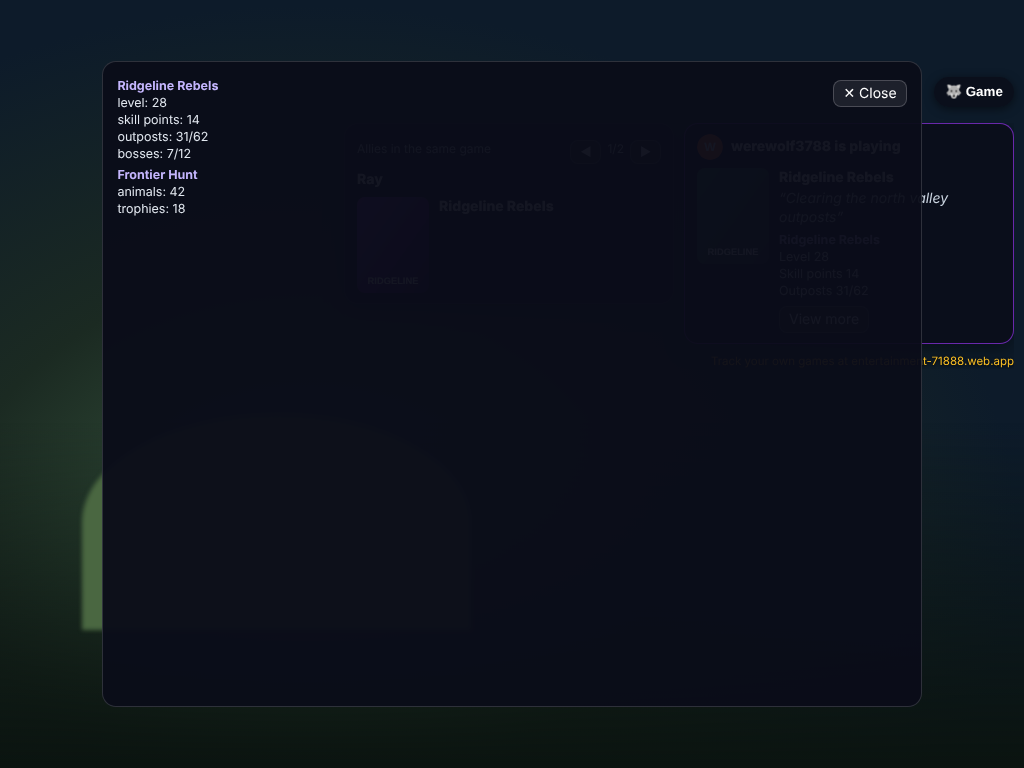 Ridgeline Rebels
level: 28
skill points: 14
outposts: 31/62
bosses: 7/12
Frontier Hunt
animals: 42
trophies: 18
✕ Close
🐺 Game
Allies in the same game
◀ 1/2 ▶
Ray
Ridgeline Rebels
RIDGELINE
werewolf3788 is playing
Ridgeline Rebels
"Clearing the north valley
outposts"
RIDGELINE
Ridgeline Rebels
Level 28
Skill points 14
Outposts 31/62
View more
Track your own games at entertainment-71888.web.app